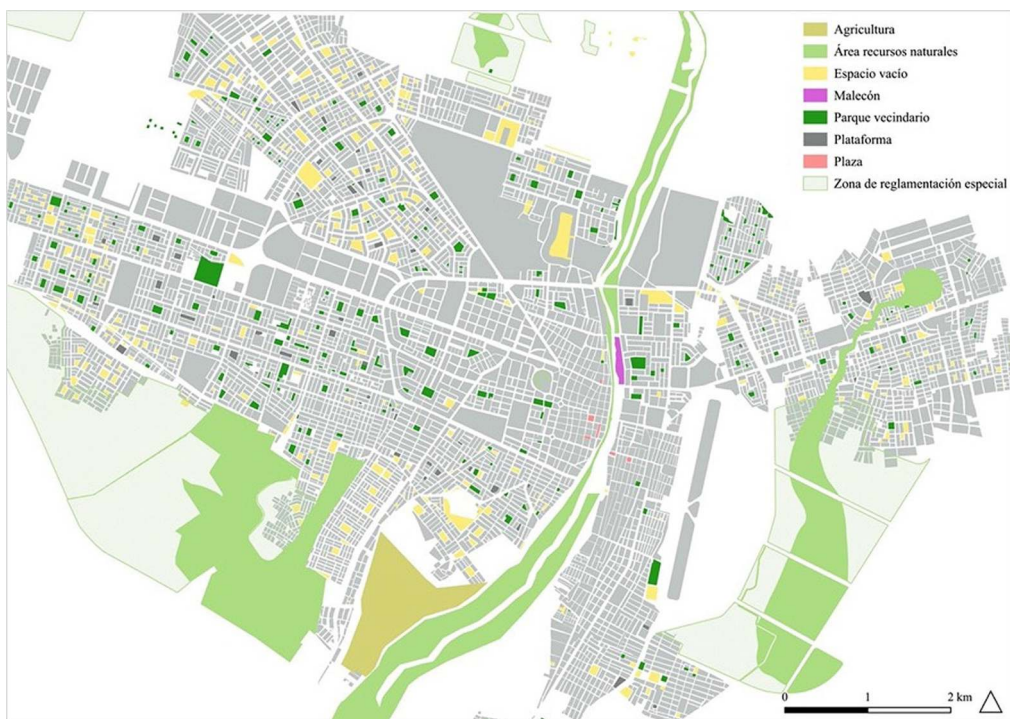 Agricultura
Área recursos naturales
Espacio vacío
Malecón
Parque vecindario
Plataforma
Plaza
Zona de reglamentación especial
0 1 2 km